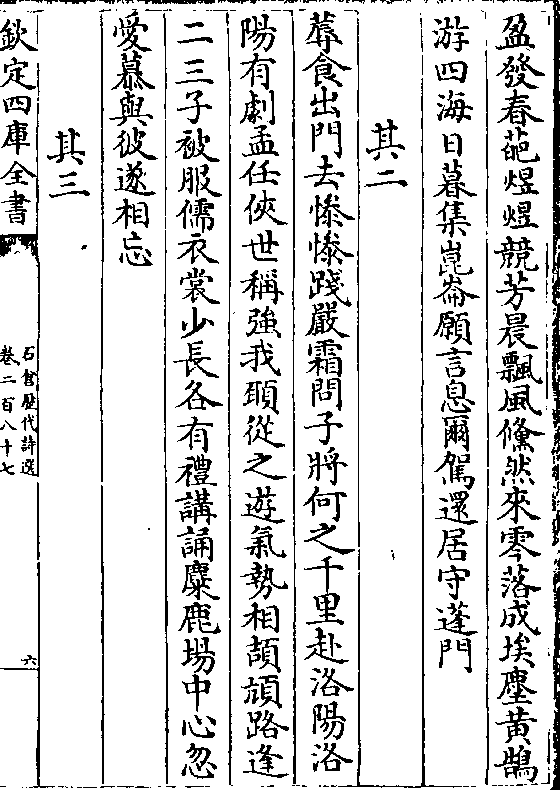 盈發春葩煜煜競芳晨飄風儵然來零落成埃塵黃鵠
游四海日暮集崑崙願言息爾駕還居守蓬門
其二
蓐食出門去慘慘踐嚴霜問子將何之千里赴洛陽洛
陽有劇孟任俠世稱強我頥從之遊氣勢相頡頏路逢
二三子被服儒衣裳少長各有禮講誦麋鹿場中心忽
愛慕與彼遂相忘
其三
欽定四庫全書
石倉歴代詩選
卷二百八十七
六